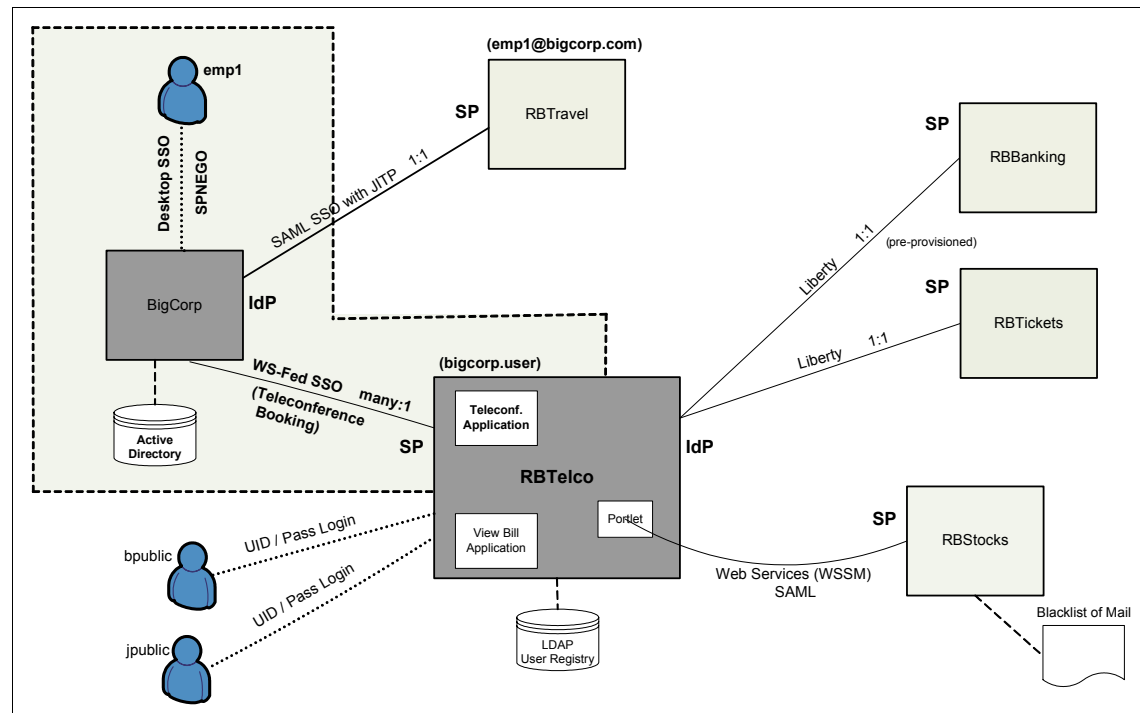 emp1
Desktop SSO
SPNEGO
BigCorp
IdP
Active
Directory
(emp1@bigcorp.com)
SP
RBTravel
SAML SSO with JITP 1:1
WS-Fed SSO many:1
(Teleconference
Booking)
(bigcorp.user)
SP
Teleconf.
Application
RBTelco
IdP
View Bill
Application
Portlet
LDAP
User Registry
bpublic
UID / Pass Login
jpublic
UID / Pass Login
SP
RBBanking
Liberty 1:1
(pre-provisioned)
SP
RBTickets
Liberty 1:1
SP
RBStocks
Web Services (WSSM)
SAML
Blacklist of Mail